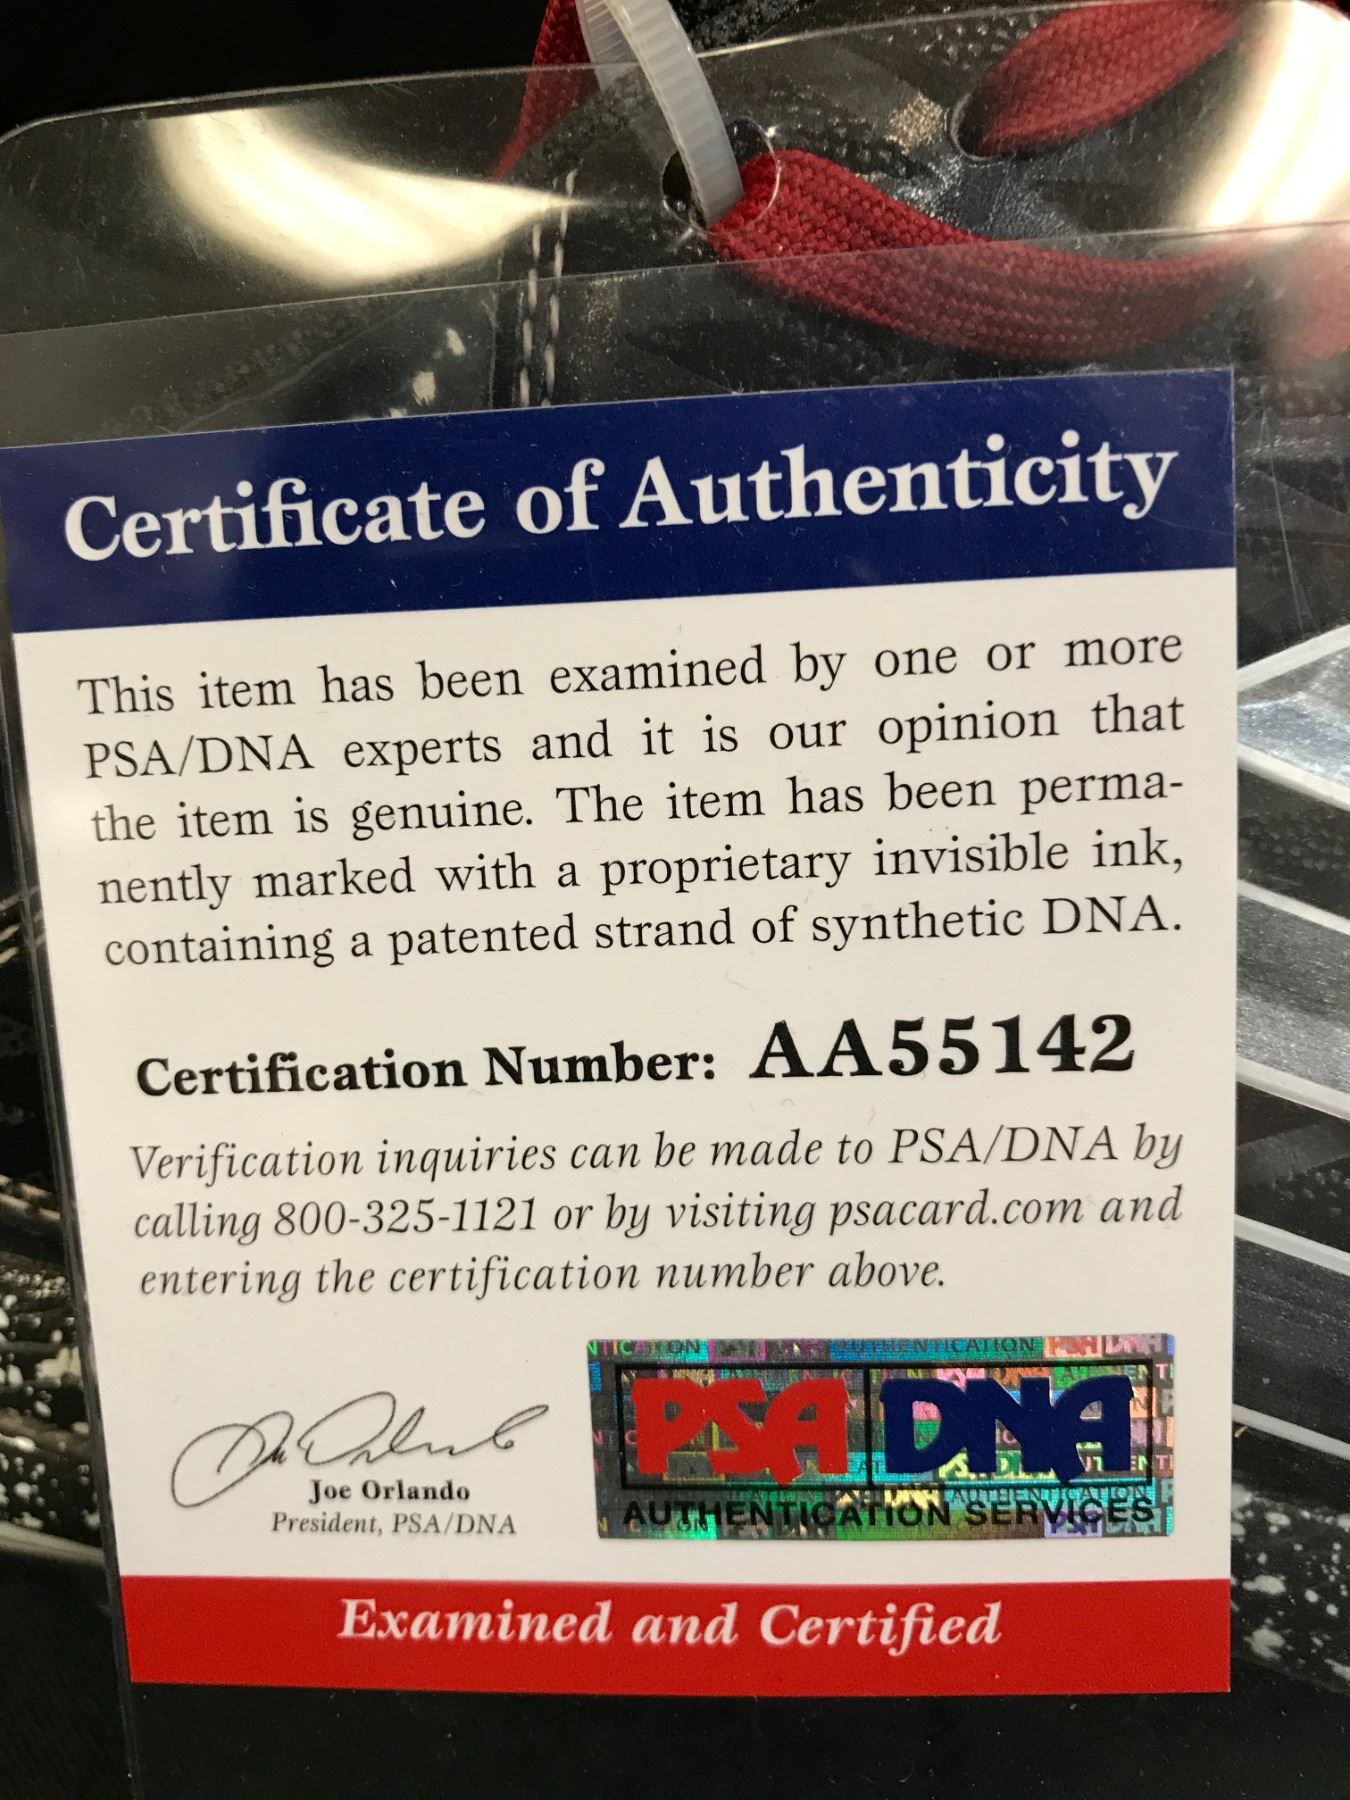 Certificate of Authenticity
This item has been examined by one or more
PSA/DNA experts and it is our opinion that
the item is genuine. The item has been perma-
nently marked with a proprietary invisible ink,
containing a patented strand of synthetic DNA.
Certification Number: AA55142
Verification inquiries can be made to PSA/DNA by
calling 800-325-1121 or by visiting psacard.com and
entering the certification number above.
Joe Orlando
President, PSA/DNA
PSA DNA
AUTHENTICATION SERVICES
Examined and Certified